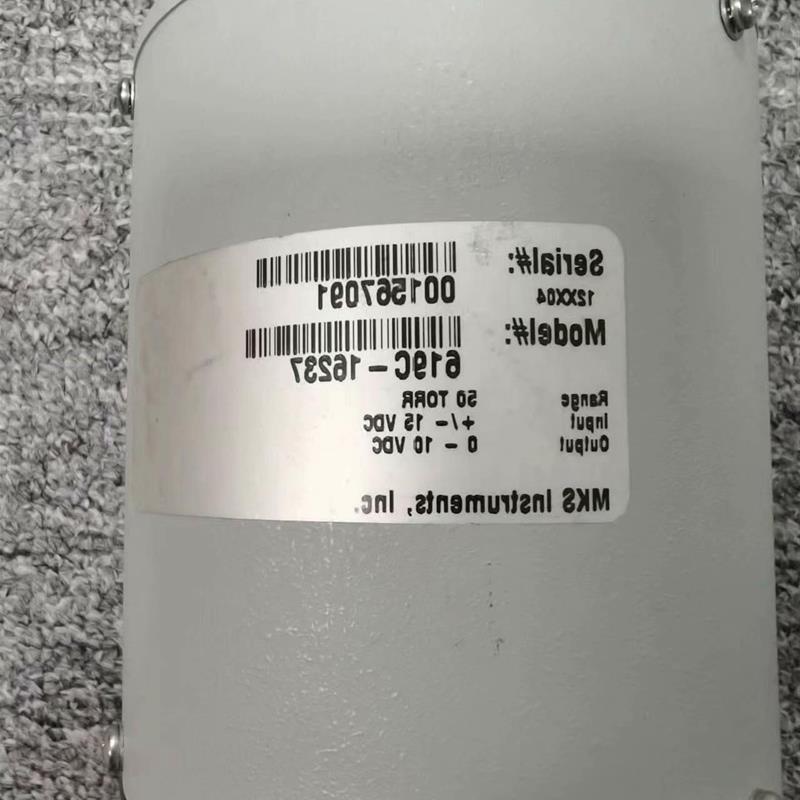 Serial#: 001567091
12XX04
Model#: 619C-16237
Range 50 TORR
Input +/- 15 VDC
Output 0 - 10 VDC
MKS Instruments, Inc.